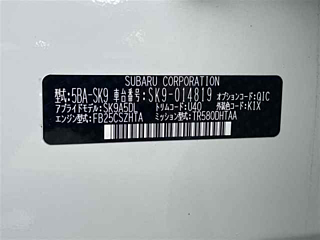 SUBARU CORPORATION
型式:5BA-SK9 車台番号:SK9-014819 オプションコード:QIC
アプライドモデル:SK9A5DL トリムコード:U40 外装色コード:K1X
エンジン型式:FB25CSZHTA ミッション型式:TR580DHTAA